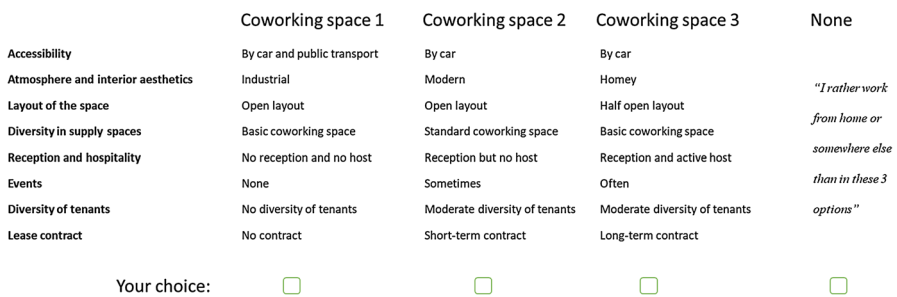 Coworking space 1 Coworking space 2 Coworking space 3 None
Accessibility By car and public transport By car By car
Atmosphere and interior aesthetics Industrial Modern Homey
"I rather work
Layout of the space Open layout Open layout Half open layout
from home or
Diversity in supply spaces Basic coworking space Standard coworking space Basic coworking space
somewhere else
Reception and hospitality No reception and no host Reception but no host Reception and active host
than in these 3
Events None Sometimes Often
options"
Diversity of tenants No diversity of tenants Moderate diversity of tenants Moderate diversity of tenants
Lease contract No contract Short-term contract Long-term contract
Your choice: